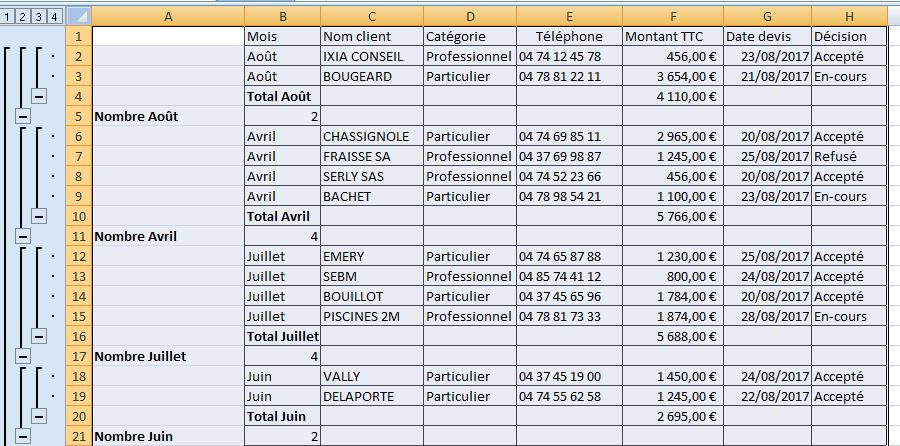 1 2 3 4 A B C D E F G H
1 Mois Nom client Catégorie Téléphone Montant TTC Date devis Décision
2 Août IXIA CONSEIL Professionnel 04 74 12 45 78 456,00 € 23/08/2017 Accepté
3 Août BOUGEARD Particulier 04 78 81 22 11 3 654,00 € 21/08/2017 En-cours
4 Total Août 4 110,00 €
5 Nombre Août 2
6 Avril CHASSIGNOLE Particulier 04 74 69 85 11 2 965,00 € 20/08/2017 Accepté
7 Avril FRAISSE SA Professionnel 04 37 69 98 87 1 245,00 € 25/08/2017 Refusé
8 Avril SERLY SAS Professionnel 04 74 52 23 66 456,00 € 20/08/2017 Accepté
9 Avril BACHET Particulier 04 78 98 54 21 1 100,00 € 23/08/2017 En-cours
10 Total Avril 5 766,00 €
11 Nombre Avril 4
12 Juillet EMERY Particulier 04 74 65 87 88 1 230,00 € 25/08/2017 Accepté
13 Juillet SEBM Professionnel 04 85 74 41 12 800,00 € 24/08/2017 Accepté
14 Juillet BOUILLOT Particulier 04 37 45 65 96 1 784,00 € 20/08/2017 Accepté
15 Juillet PISCINES 2M Professionnel 04 78 81 73 33 1 874,00 € 28/08/2017 En-cours
16 Total Juillet 5 688,00 €
17 Nombre Juillet 4
18 Juin VALLY Particulier 04 37 45 19 00 1 450,00 € 24/08/2017 Accepté
19 Juin DELAPORTE Particulier 04 74 55 62 58 1 245,00 € 22/08/2017 Accepté
20 Total Juin 2 695,00 €
21 Nombre Juin 2